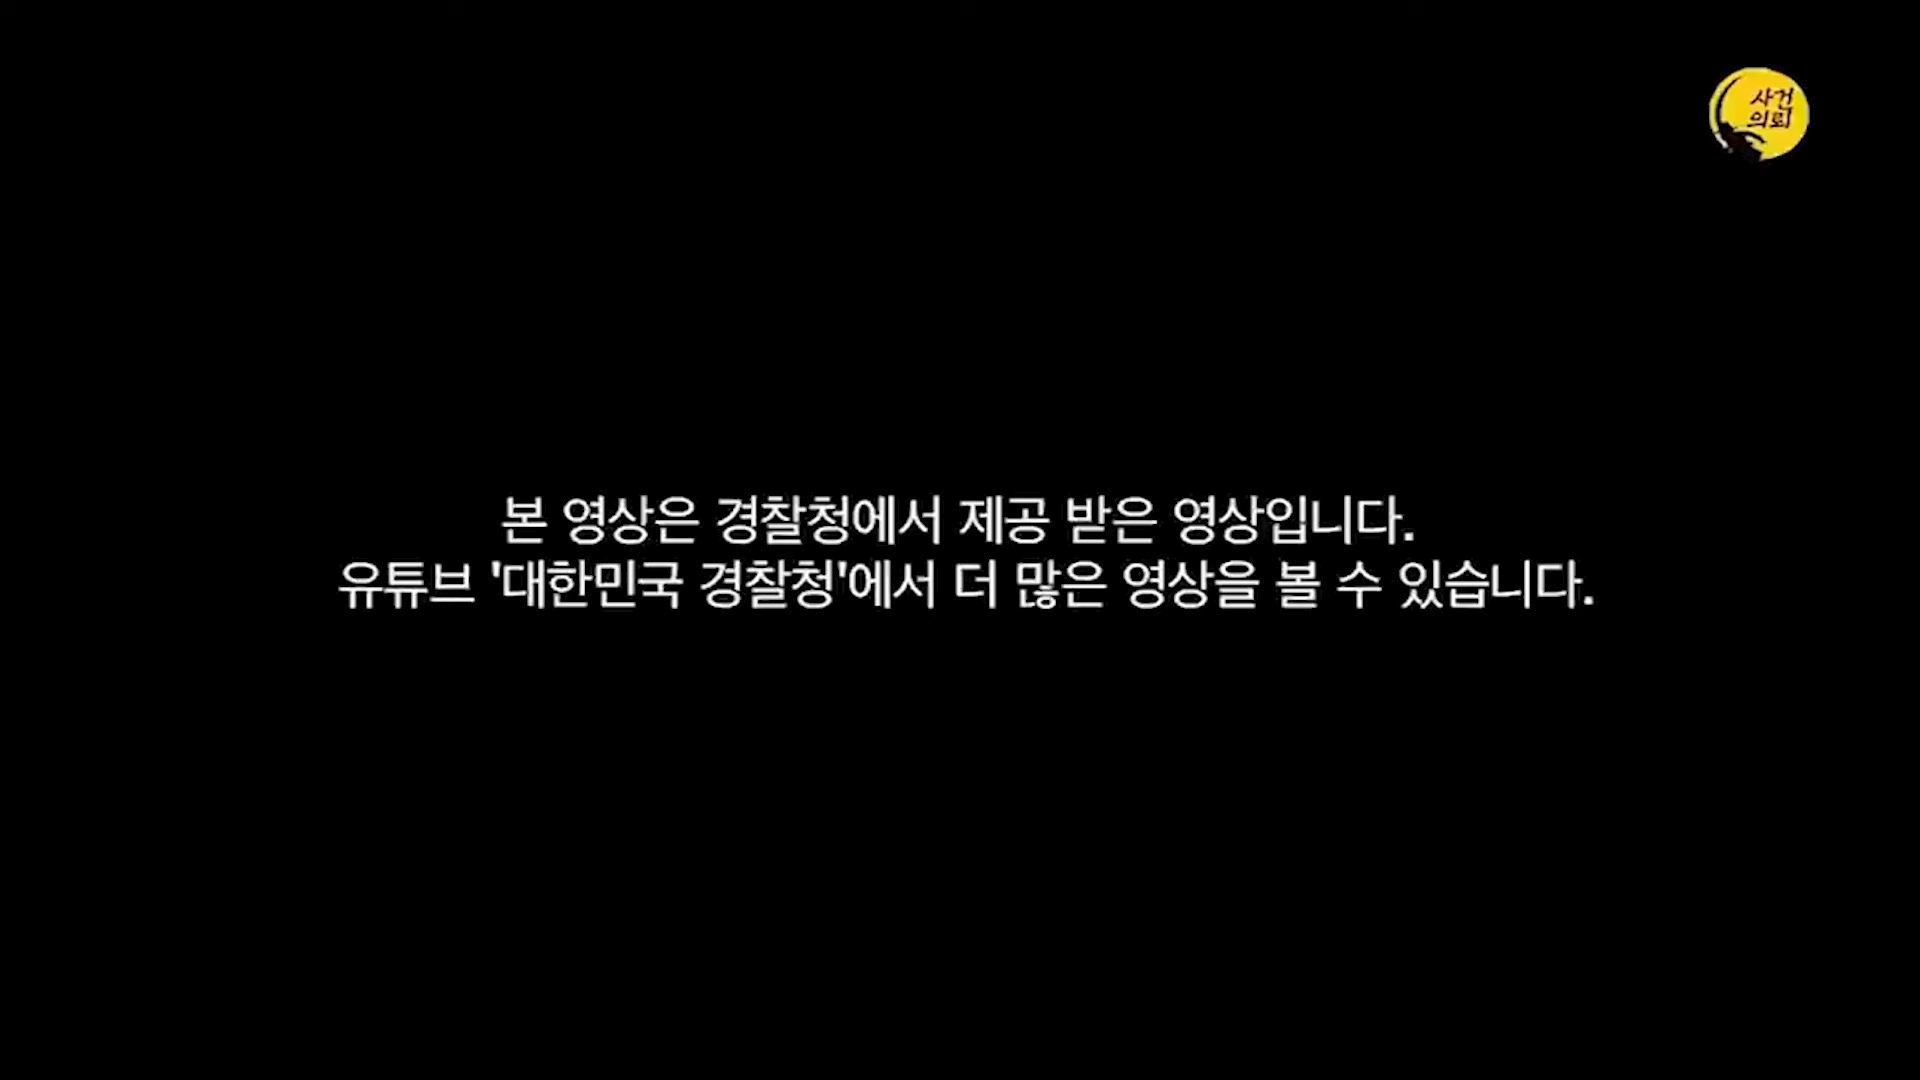 사건
의뢰
본 영상은 경찰청에서 제공 받은 영상입니다.
유튜브 '대한민국 경찰청'에서 더 많은 영상을 볼 수 있습니다.